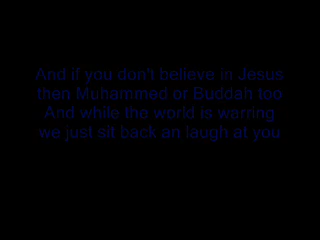 And if you don't believe in Jesus
then Muhammed or Buddah too
And while the world is warring
we just sit back an laugh at you